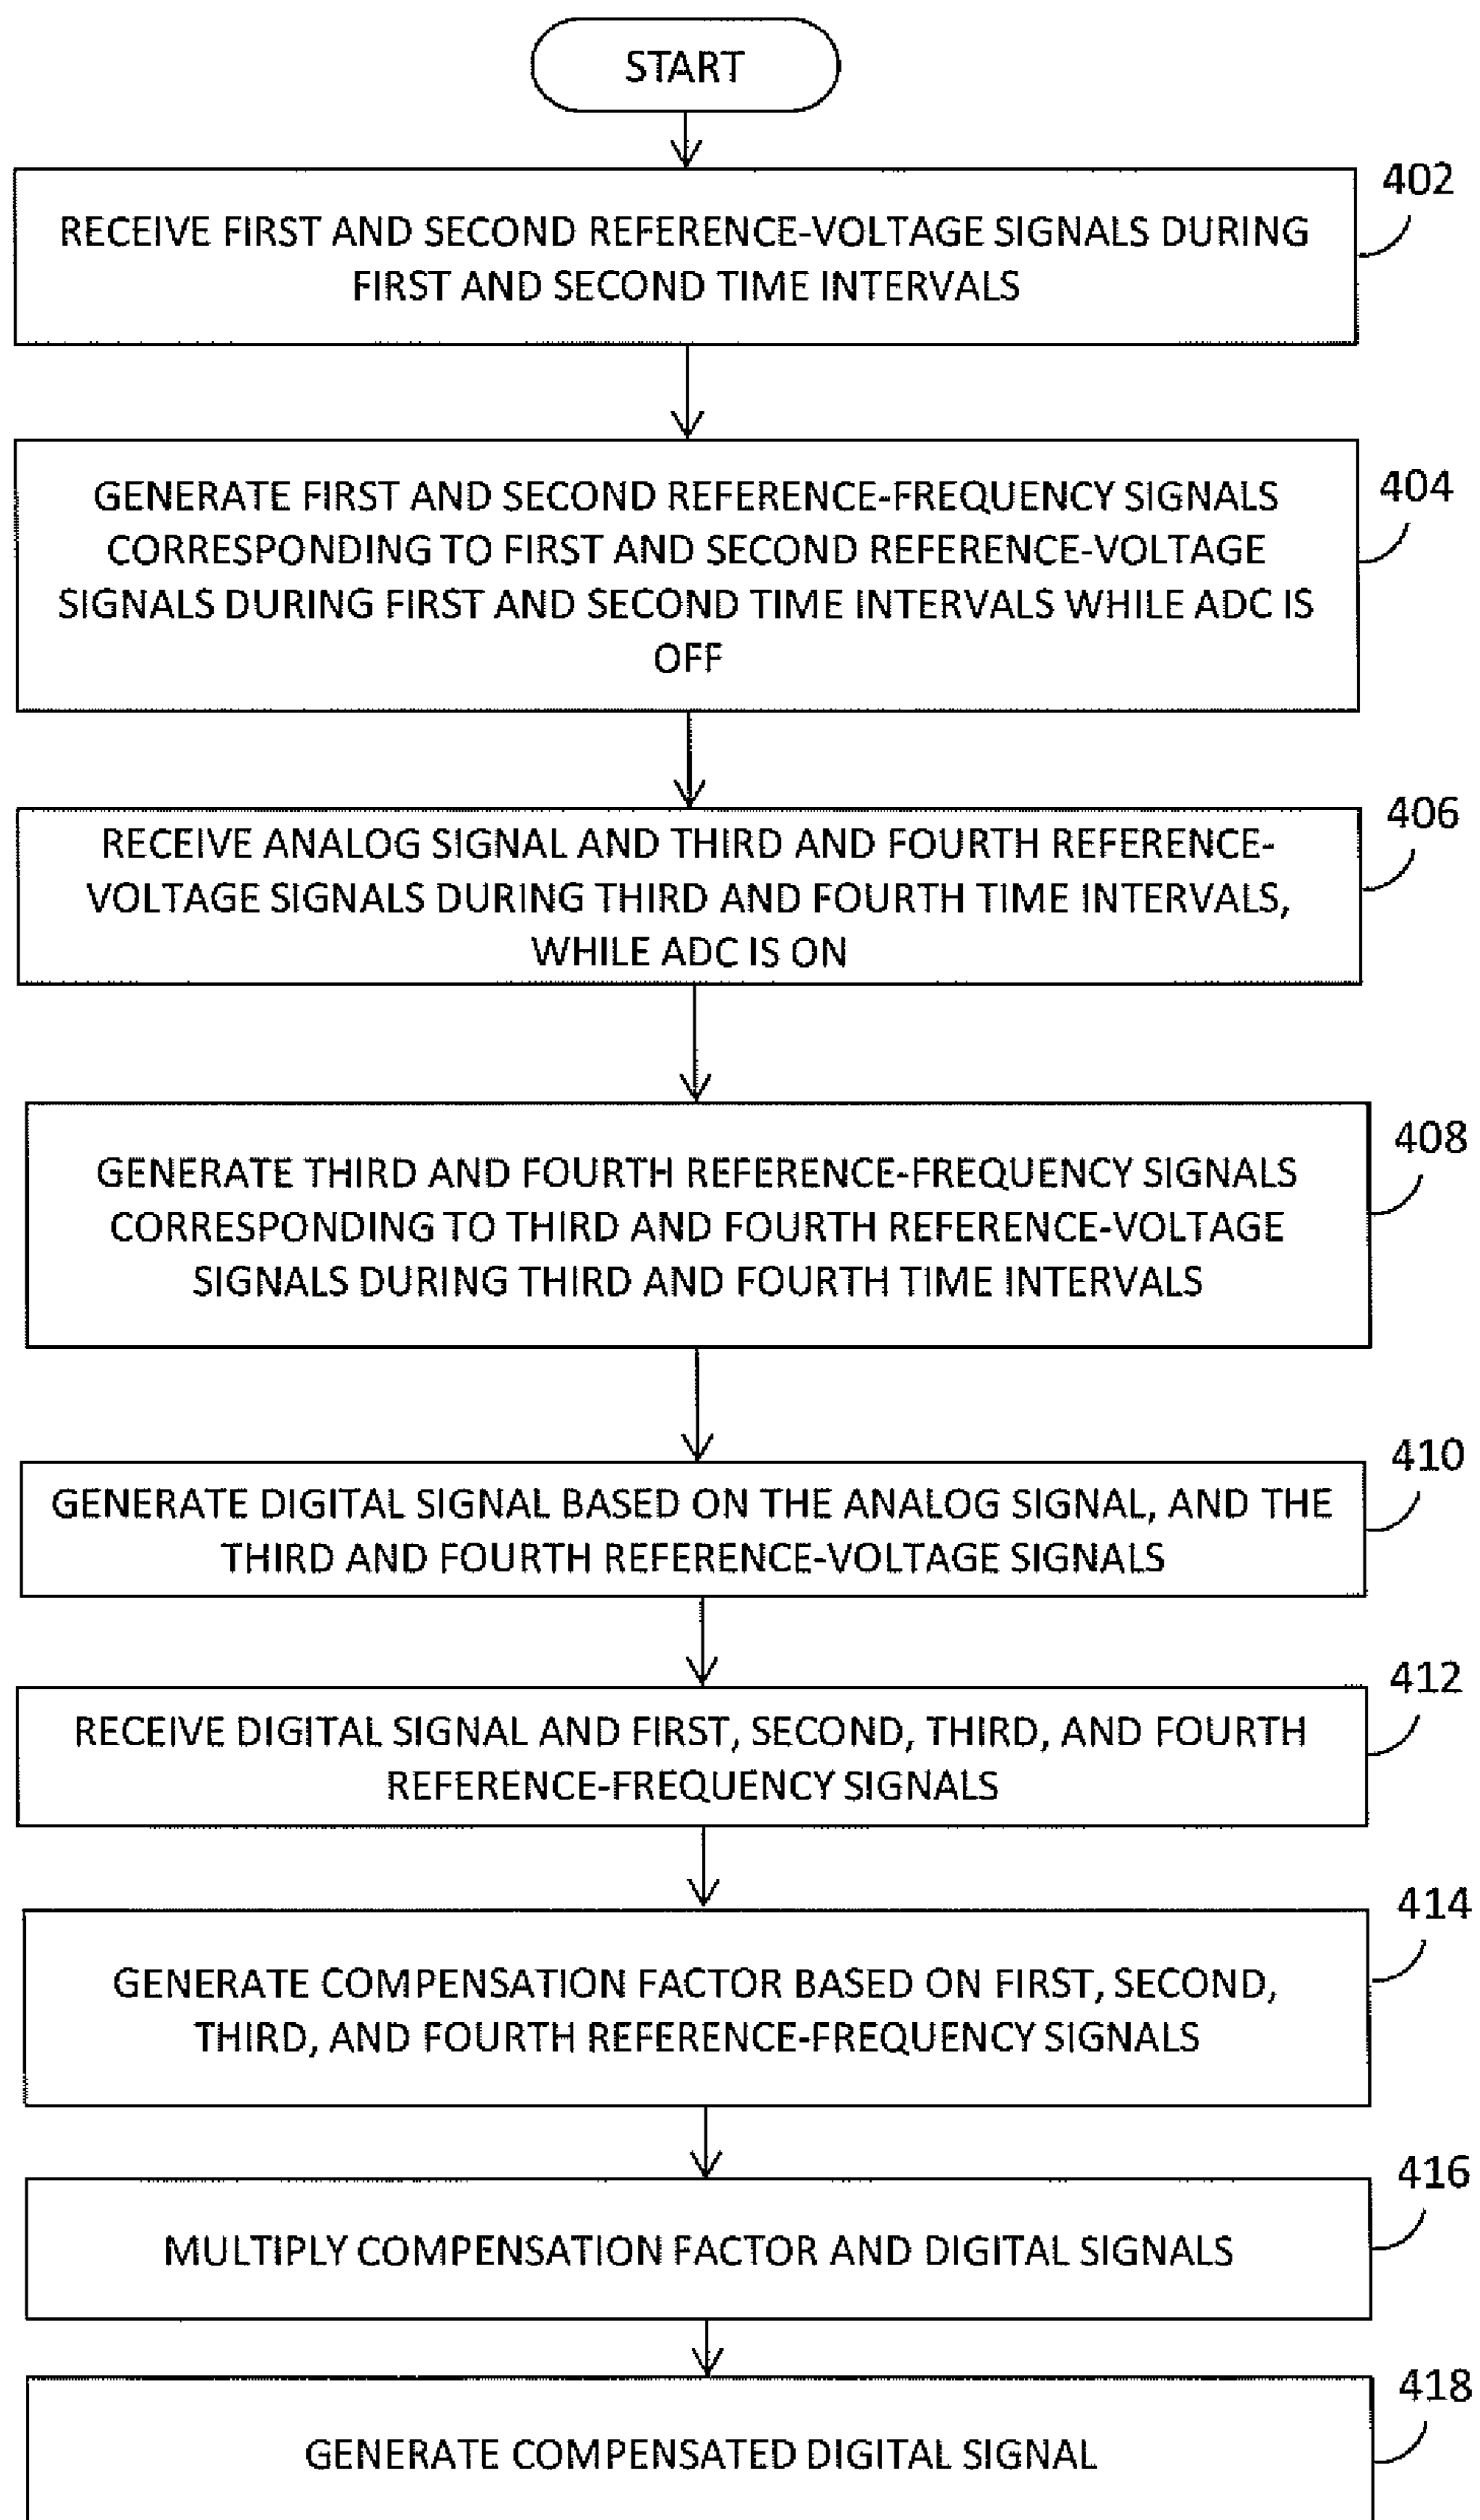 START
402
RECEIVE FIRST AND SECOND REFERENCE-VOLTAGE SIGNALS DURING
FIRST AND SECOND TIME INTERVALS
404
GENERATE FIRST AND SECOND REFERENCE-FREQUENCY SIGNALS
CORRESPONDING TO FIRST AND SECOND REFERENCE-VOLTAGE
SIGNALS DURING FIRST AND SECOND TIME INTERVALS WHILE ADC IS
OFF
406
RECEIVE ANALOG SIGNAL AND THIRD AND FOURTH REFERENCE-
VOLTAGE SIGNALS DURING THIRD AND FOURTH TIME INTERVALS,
WHILE ADC IS ON
408
GENERATE THIRD AND FOURTH REFERENCE-FREQUENCY SIGNALS
CORRESPONDING TO THIRD AND FOURTH REFERENCE-VOLTAGE
SIGNALS DURING THIRD AND FOURTH TIME INTERVALS
410
GENERATE DIGITAL SIGNAL BASED ON THE ANALOG SIGNAL, AND THE
THIRD AND FOURTH REFERENCE-VOLTAGE SIGNALS
412
RECEIVE DIGITAL SIGNAL AND FIRST, SECOND, THIRD, AND FOURTH
REFERENCE-FREQUENCY SIGNALS
414
GENERATE COMPENSATION FACTOR BASED ON FIRST, SECOND,
THIRD, AND FOURTH REFERENCE-FREQUENCY SIGNALS
416
MULTIPLY COMPENSATION FACTOR AND DIGITAL SIGNALS
418
GENERATE COMPENSATED DIGITAL SIGNAL